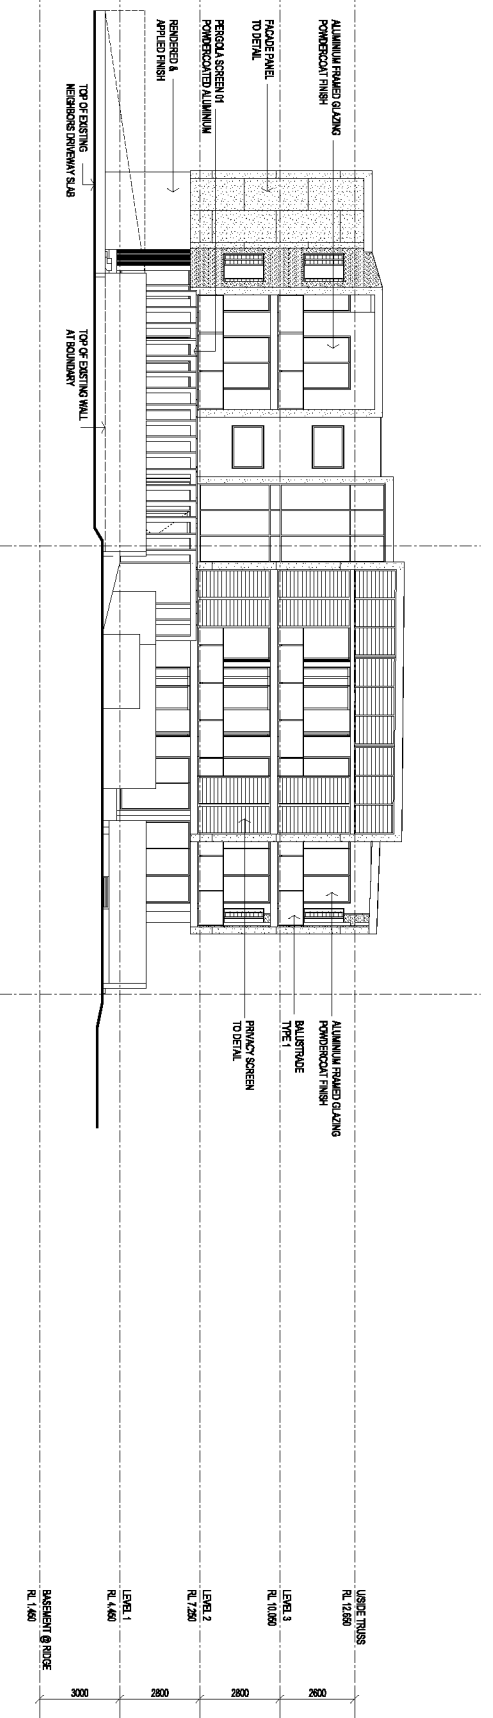 ALUMINIUM FRAMED GLAZING
POWDERCOAT FINISH
FACADE PANEL
TO DETAIL
PERGOLA SCREEN 01
POWDERCOATED ALUMINIUM
RENDERED &
APPLIED FINISH
TOP OF EXISTING
NEIGHBORS DRIVEWAY SLAB
TOP OF EXISTING WALL
AT BOUNDARY
ALUMINIUM FRAMED GLAZING
POWDERCOAT FINISH
BALUSTRADE
TYPE 1
PRIVACY SCREEN
TO DETAIL
U/SIDE TRUSS
RL 12.650
LEVEL 3
RL 10.050
LEVEL 2
RL 7.250
LEVEL 1
RL 4.450
BASEMENT @ RIDGE
RL 1.450
2600
2800
2800
3000